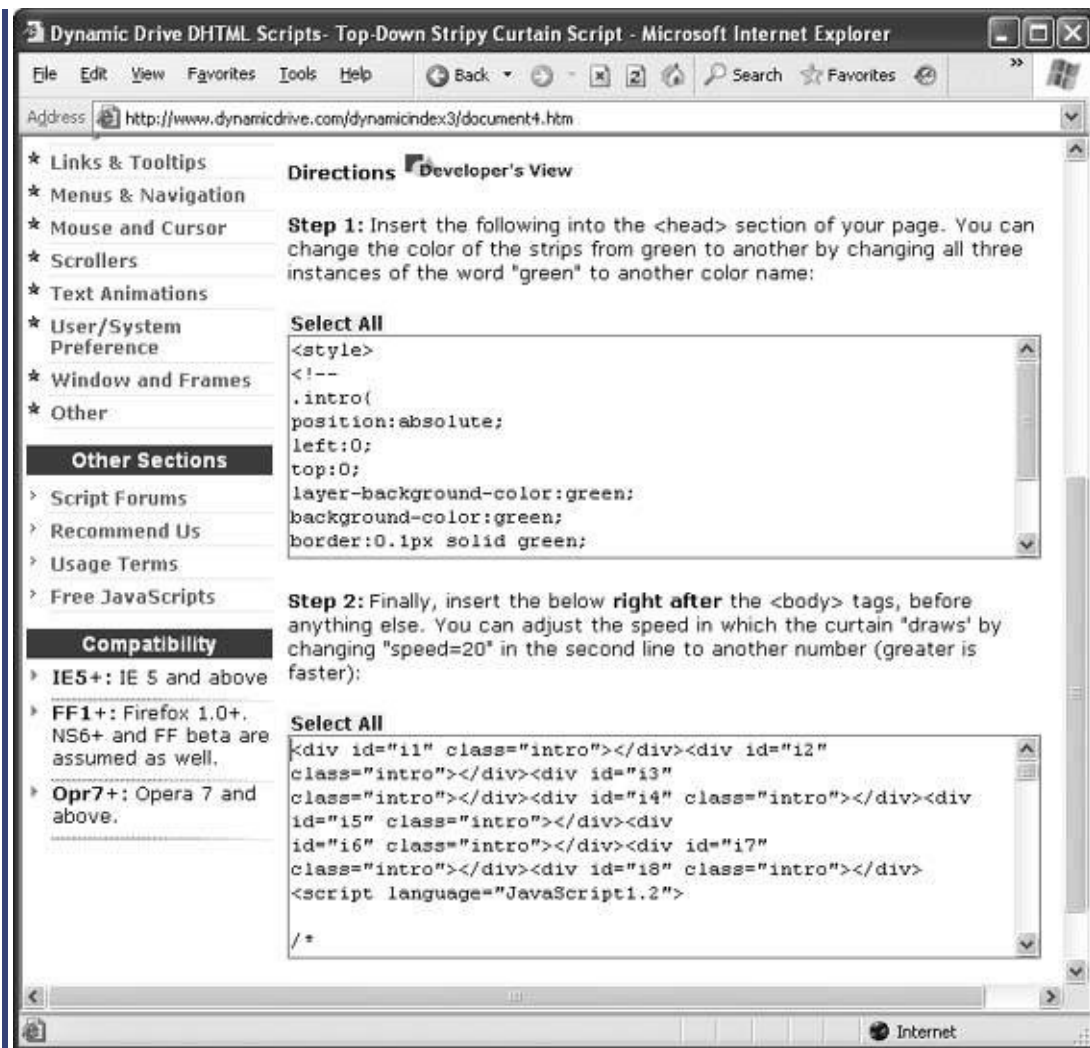 Dynamic Drive DHTML Scripts- Top-Down Stripy Curtain Script - Microsoft Internet Explorer
File Edit View Favorites Tools Help Back Search Favorites »
Address http://www.dynamicdrive.com/dynamicindex3/document4.htm
* Links & Tooltips
* Menus & Navigation
* Mouse and Cursor
* Scrollers
* Text Animations
* User/System
Preference
* Window and Frames
* Other
Other Sections
› Script Forums
› Recommend Us
› Usage Terms
› Free JavaScripts
Compatibility
IE5+: IE 5 and above
FF1+: Firefox 1.0+.
NS6+ and FF beta are
assumed as well.
Opr7+: Opera 7 and
above.
Directions Developer's View
Step 1: Insert the following into the <head> section of your page. You can
change the color of the strips from green to another by changing all three
instances of the word "green" to another color name:
Select All
<style>
<!--
.intro{
position:absolute;
left:0;
top:0;
layer-background-color:green;
background-color:green;
border:0.1px solid green;
Step 2: Finally, insert the below right after the <body> tags, before
anything else. You can adjust the speed in which the curtain "draws' by
changing "speed=20" in the second line to another number (greater is
faster):
Select All
<div id="i1" class="intro"></div><div id="i2"
class="intro"></div><div id="i3"
class="intro"></div><div id="i4" class="intro"></div><div
id="i5" class="intro"></div><div
id="i6" class="intro"></div><div id="i7"
class="intro"></div><div id="i8" class="intro"></div>
<script language="JavaScript1.2">
/*
Internet